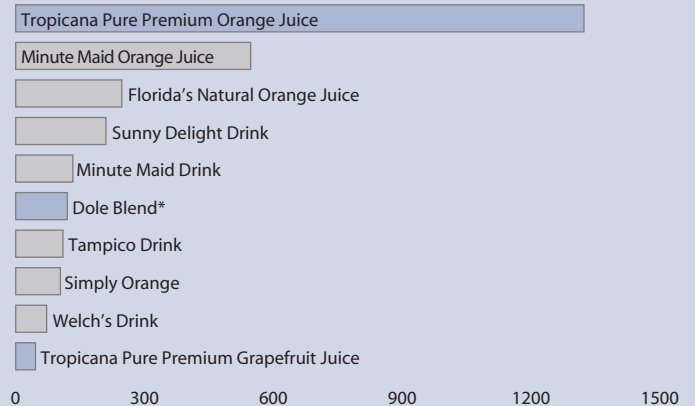 Tropicana Pure Premium Orange Juice
Minute Maid Orange Juice
Florida’s Natural Orange Juice
Sunny Delight Drink
Minute Maid Drink
Dole Blend*
Tampico Drink
Simply Orange
Welch’s Drink
Tropicana Pure Premium Grapefruit Juice
0 300 600 900 1200 1500